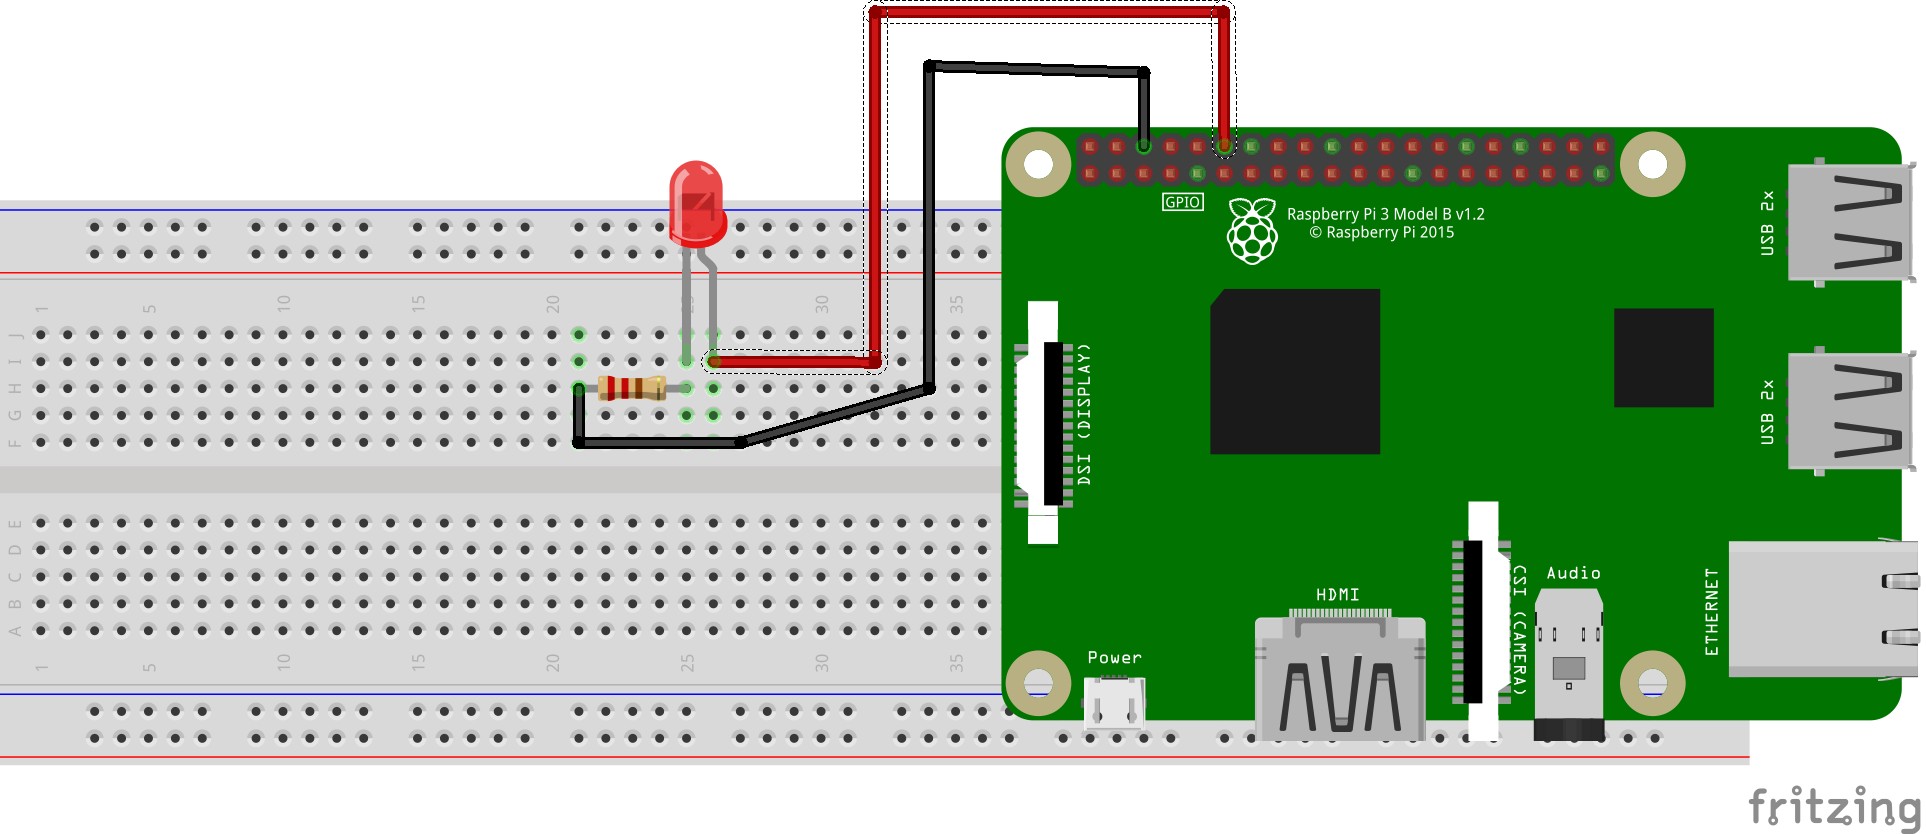 GPIO
Raspberry Pi 3 Model B v1.2
© Raspberry Pi 2015
USB 2x
1
5
10
15
20
25
30
35
J
I
H
G
F
DSI (DISPLAY)
USB 2x
E
D
C
B
A
1
5
10
15
20
25
30
35
HDMI
Audio
CSI (CAMERA)
ETHERNET
Power
fritzing